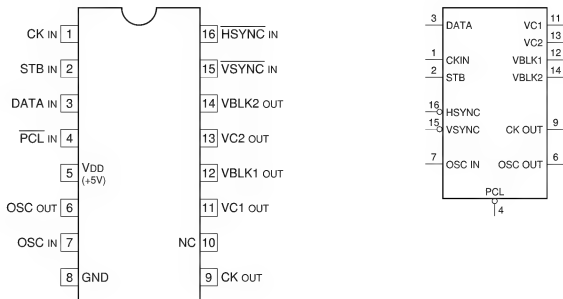 CK IN 1
STB IN 2
DATA IN 3
PCL IN 4
5 VDD
(+5V)
OSC OUT 6
OSC IN 7
8 GND
16 HSYNC IN
15 VSYNC IN
14 VBLK2 OUT
13 VC2 OUT
12 VBLK1 OUT
11 VC1 OUT
NC 10
9 CK OUT
3 DATA VC1 11
VC2 13
1 CKIN VBLK1 12
2 STB VBLK2 14
16 HSYNC
15 VSYNC CK OUT 9
7 OSC IN OSC OUT 6
PCL
4